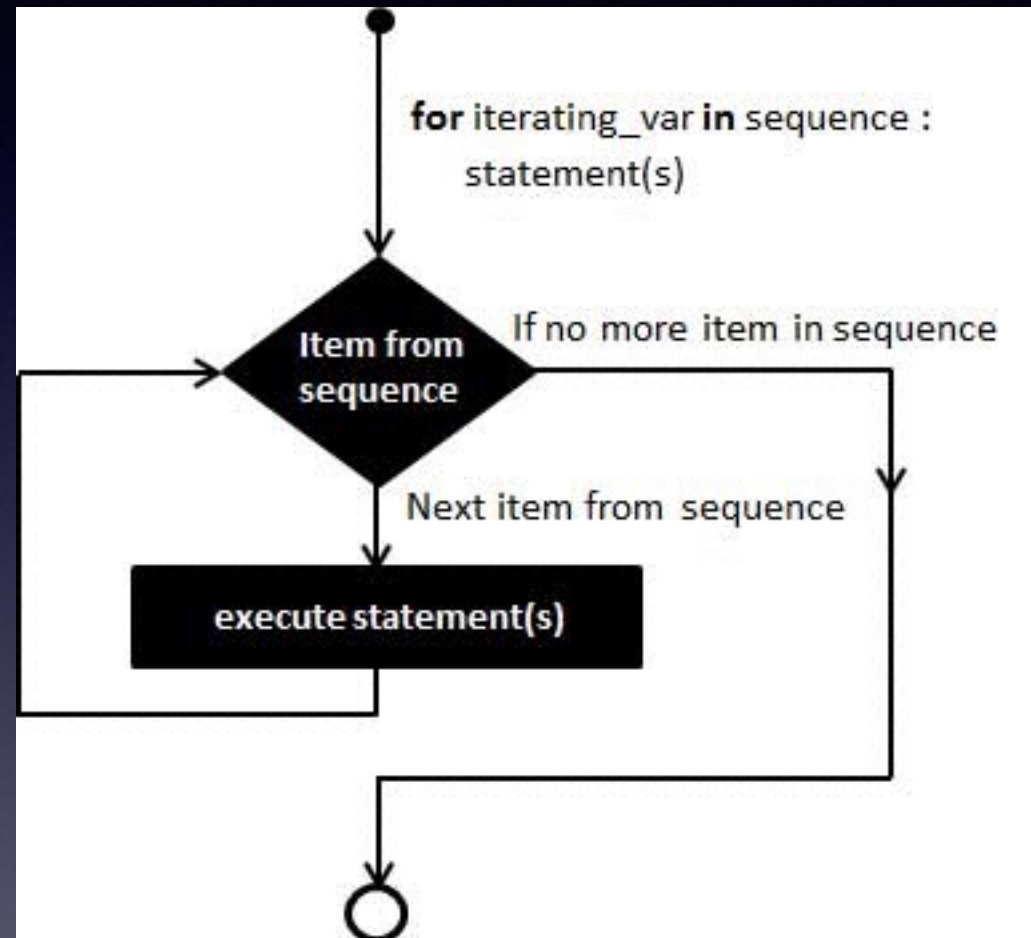 for iterating_var in sequence :
statement(s)
If no more item in sequence
Item from
sequence
Next item from sequence
execute statement(s)